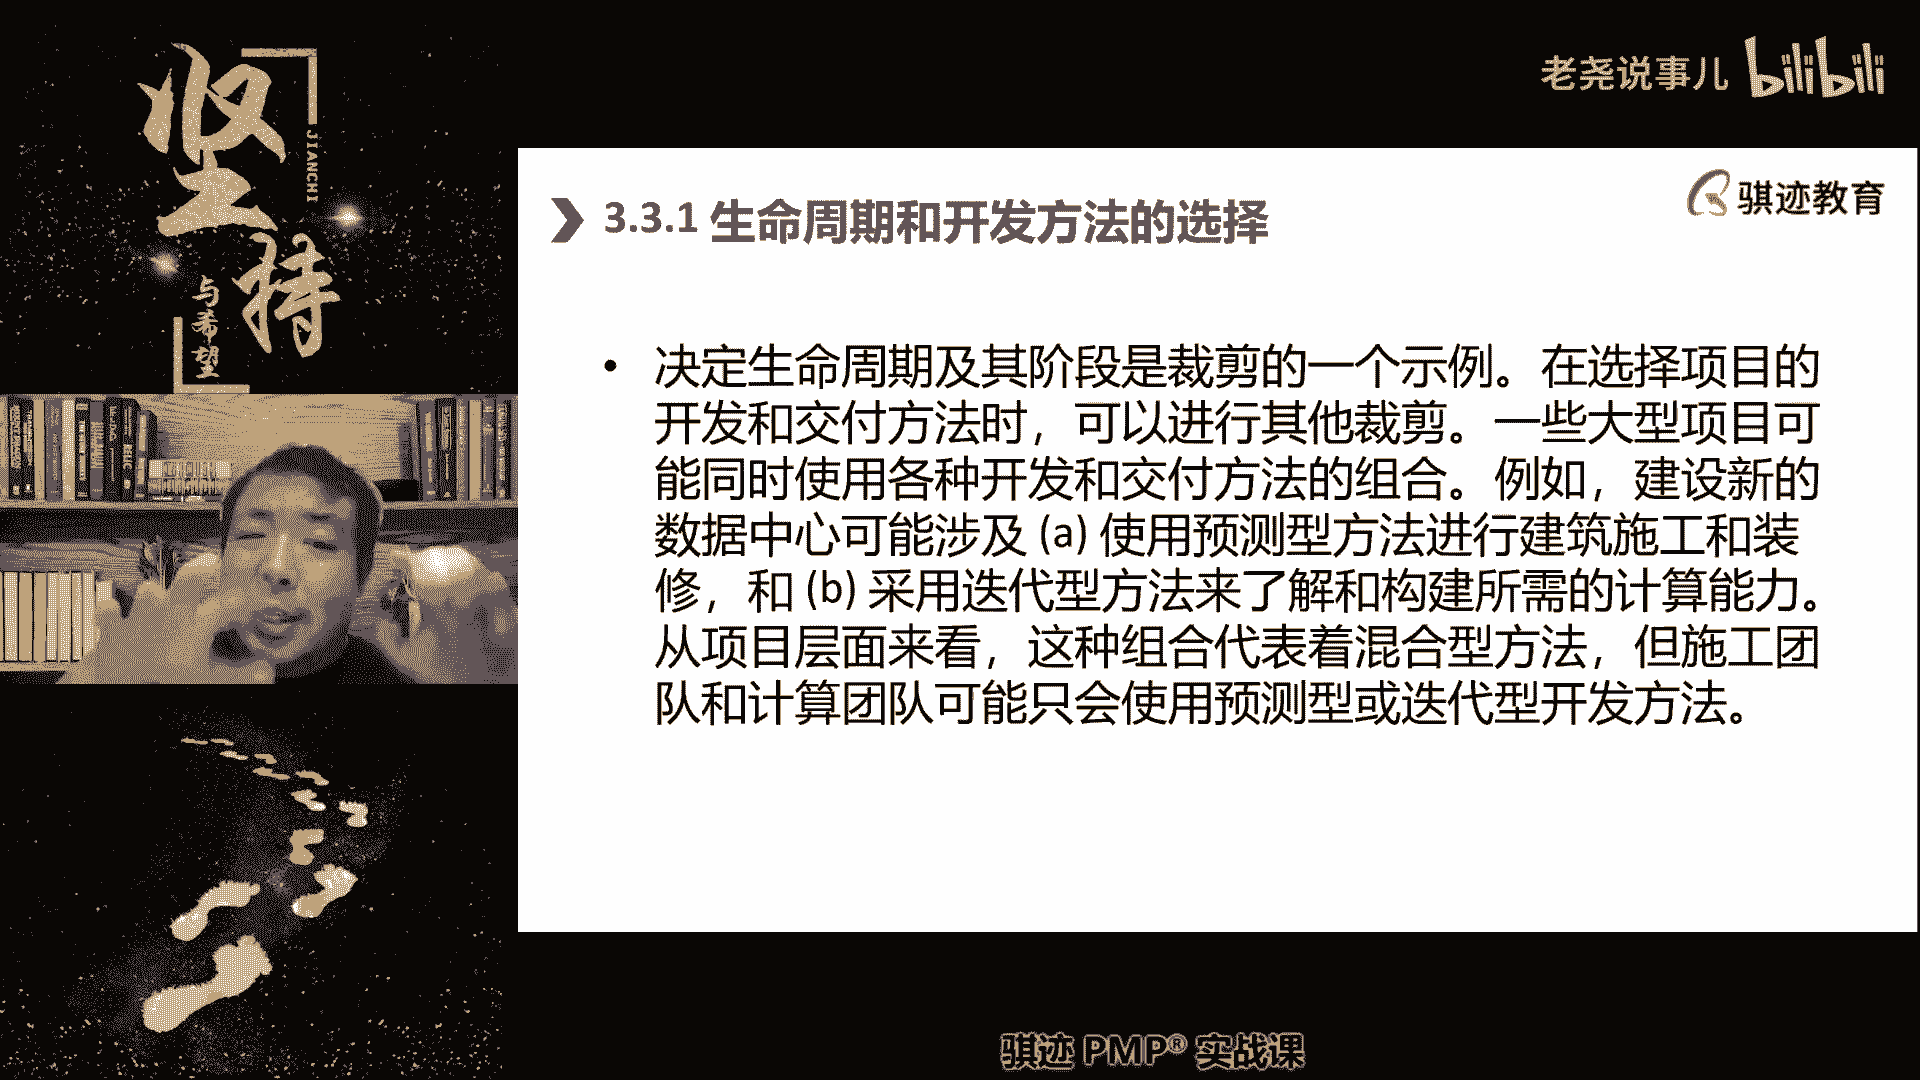 坚持
JIANCHI
与希望
老尧说事儿 bilibili
骐迹教育
3.3.1 生命周期和开发方法的选择
• 决定生命周期及其阶段是裁剪的一个示例。在选择项目的
开发和交付方法时，可以进行其他裁剪。一些大型项目可
能同时使用各种开发和交付方法的组合。例如，建设新的
数据中心可能涉及 (a) 使用预测型方法进行建筑施工和装
修，和 (b) 采用迭代型方法来了解和构建所需的计算能力。
从项目层面来看，这种组合代表着混合型方法，但施工团
队和计算团队可能只会使用预测型或迭代型开发方法。
骐迹 PMP® 实战课